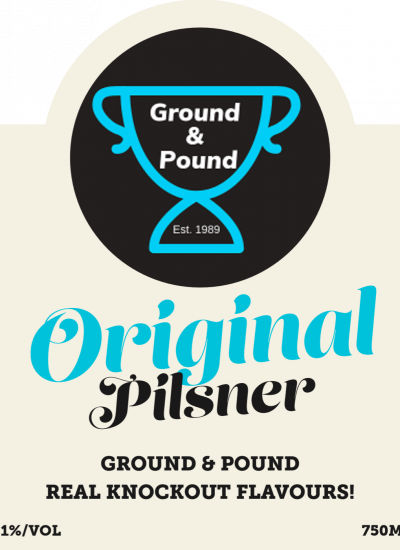 Ground
&
Pound
Est. 1989
Original
Pilsner
GROUND & POUND
REAL KNOCKOUT FLAVOURS!
1%/VOL
750M